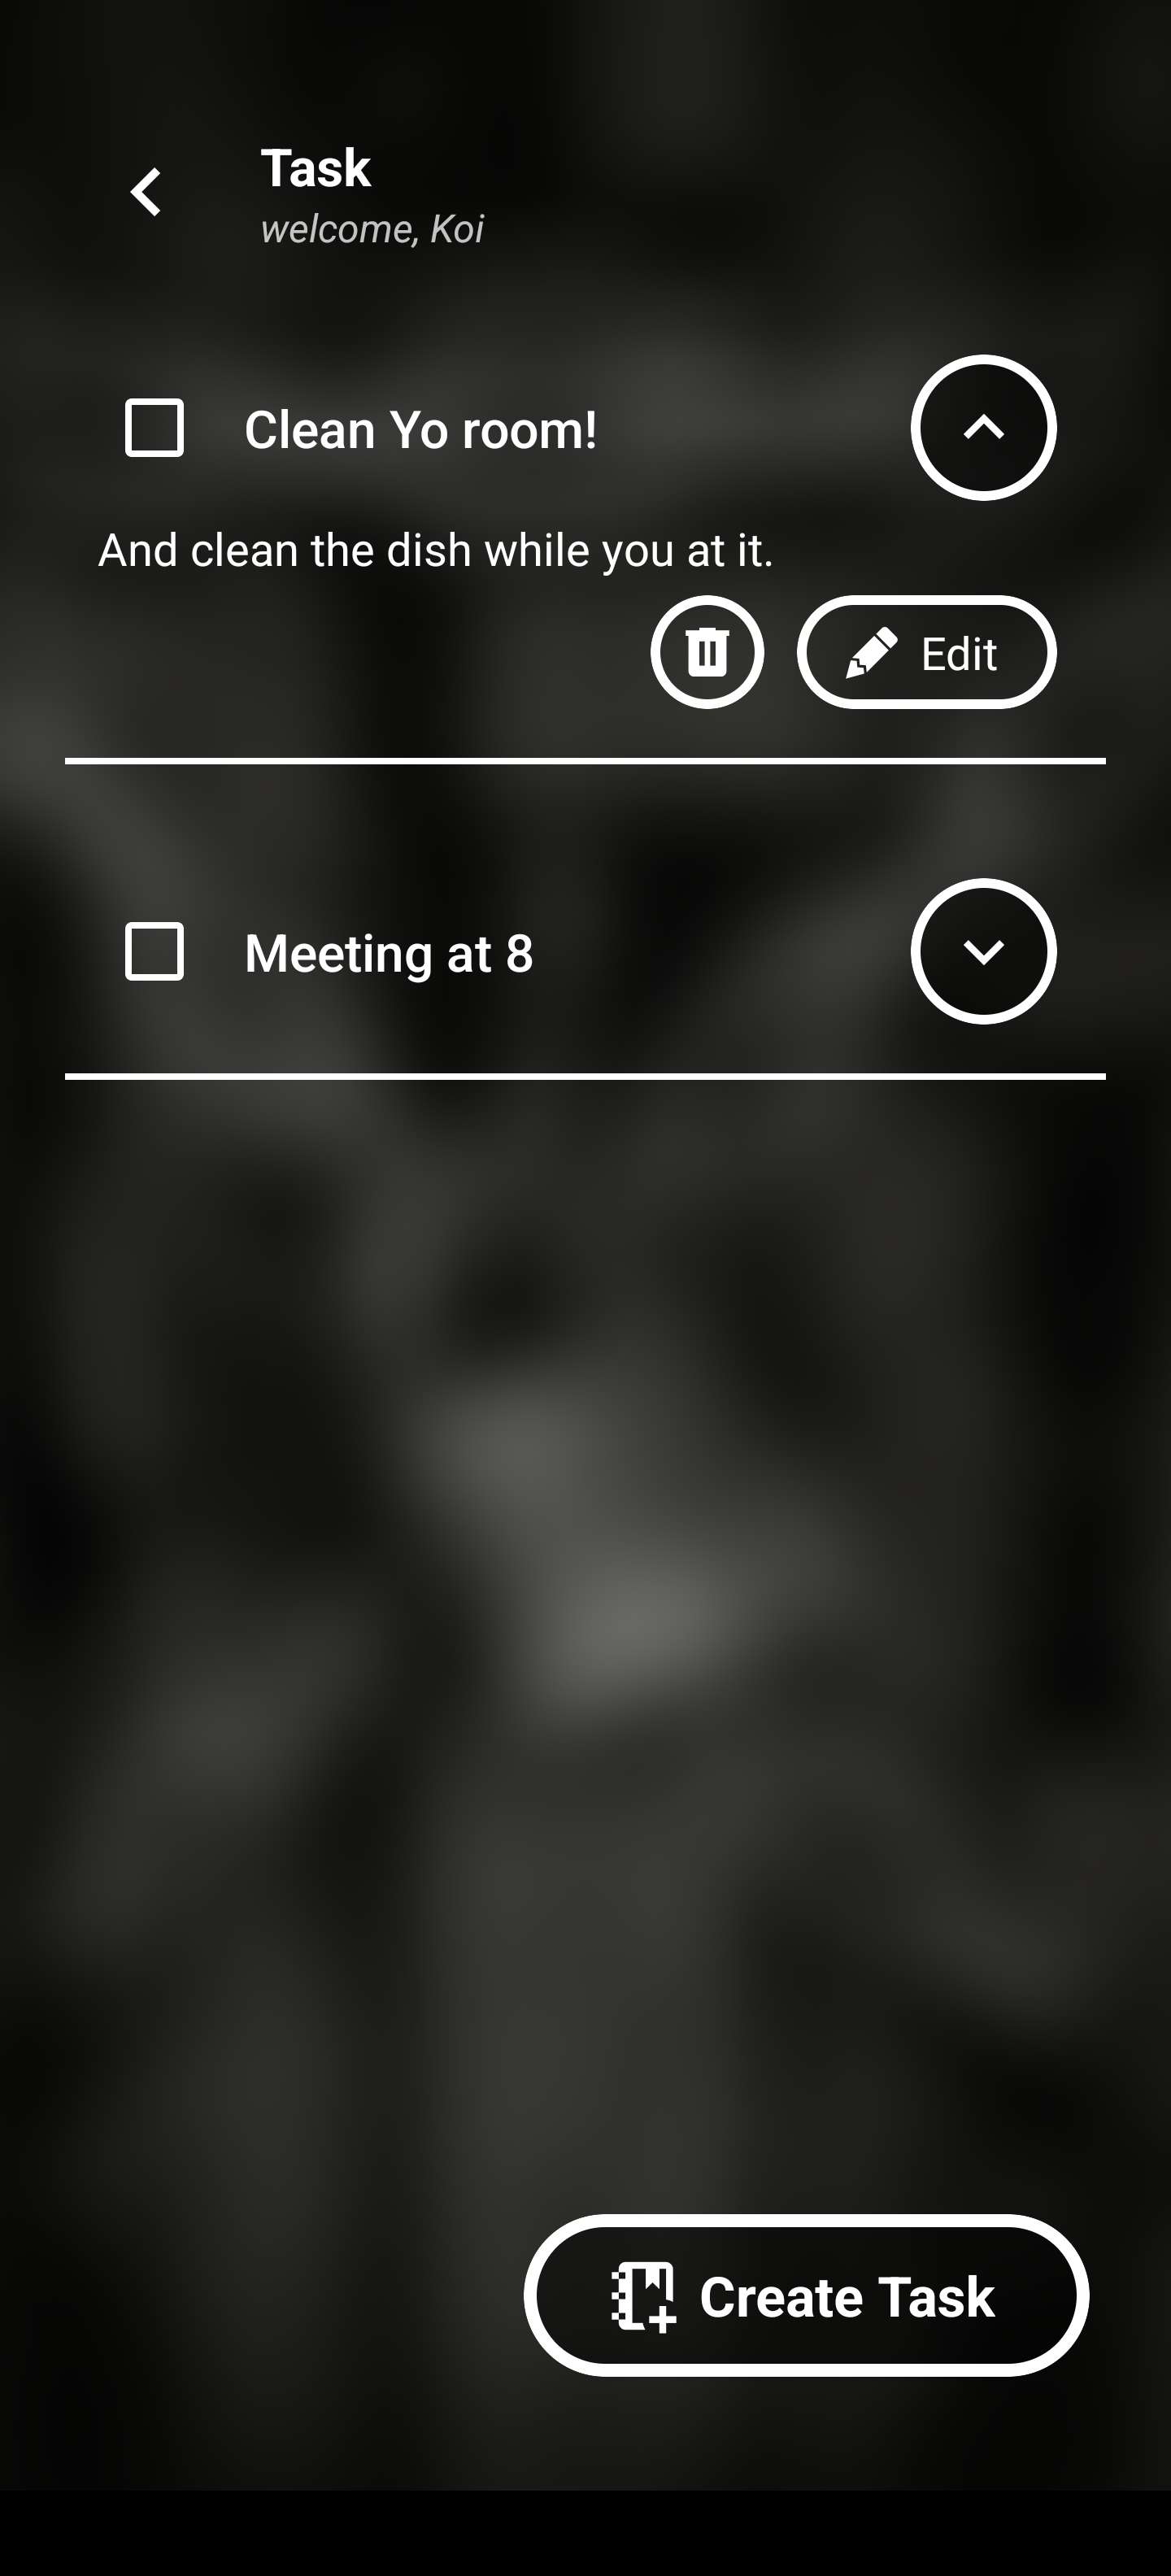 Task
welcome, Koi
Clean Yo room!
And clean the dish while you at it.
Edit
Meeting at 8
Create Task